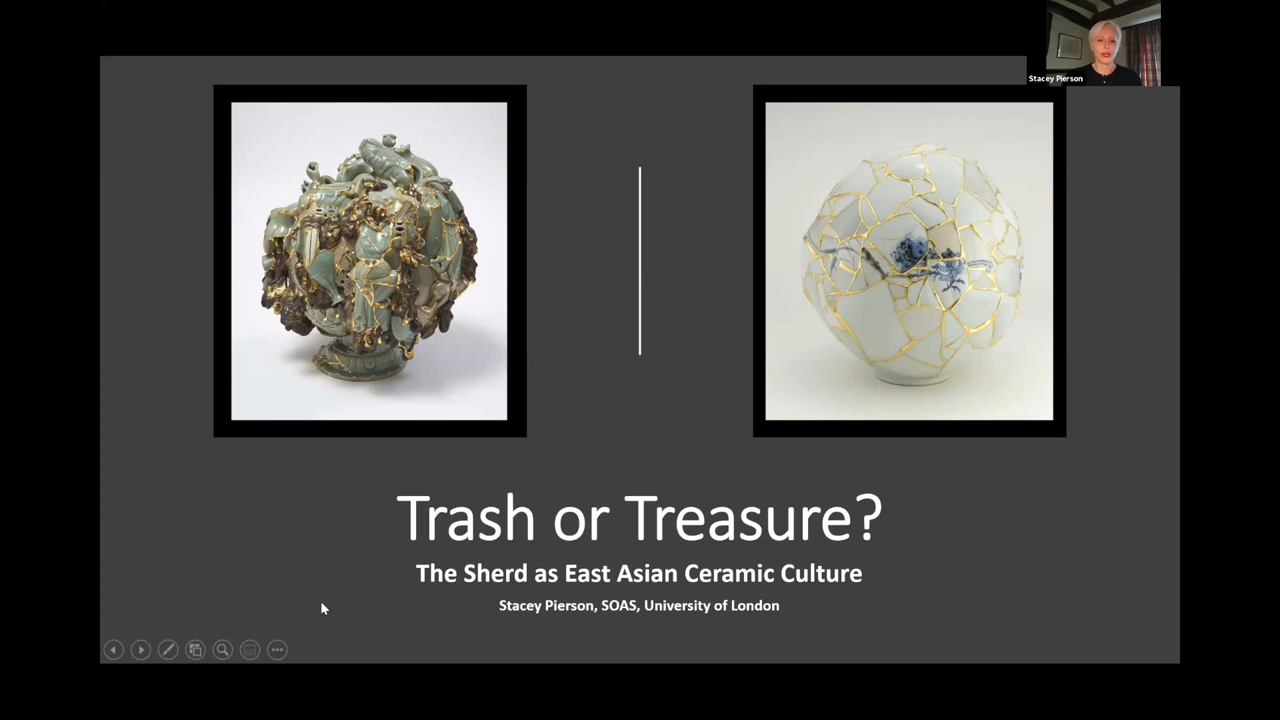 Stacey Pierson
Trash or Treasure?
The Sherd as East Asian Ceramic Culture
Stacey Pierson, SOAS, University of London